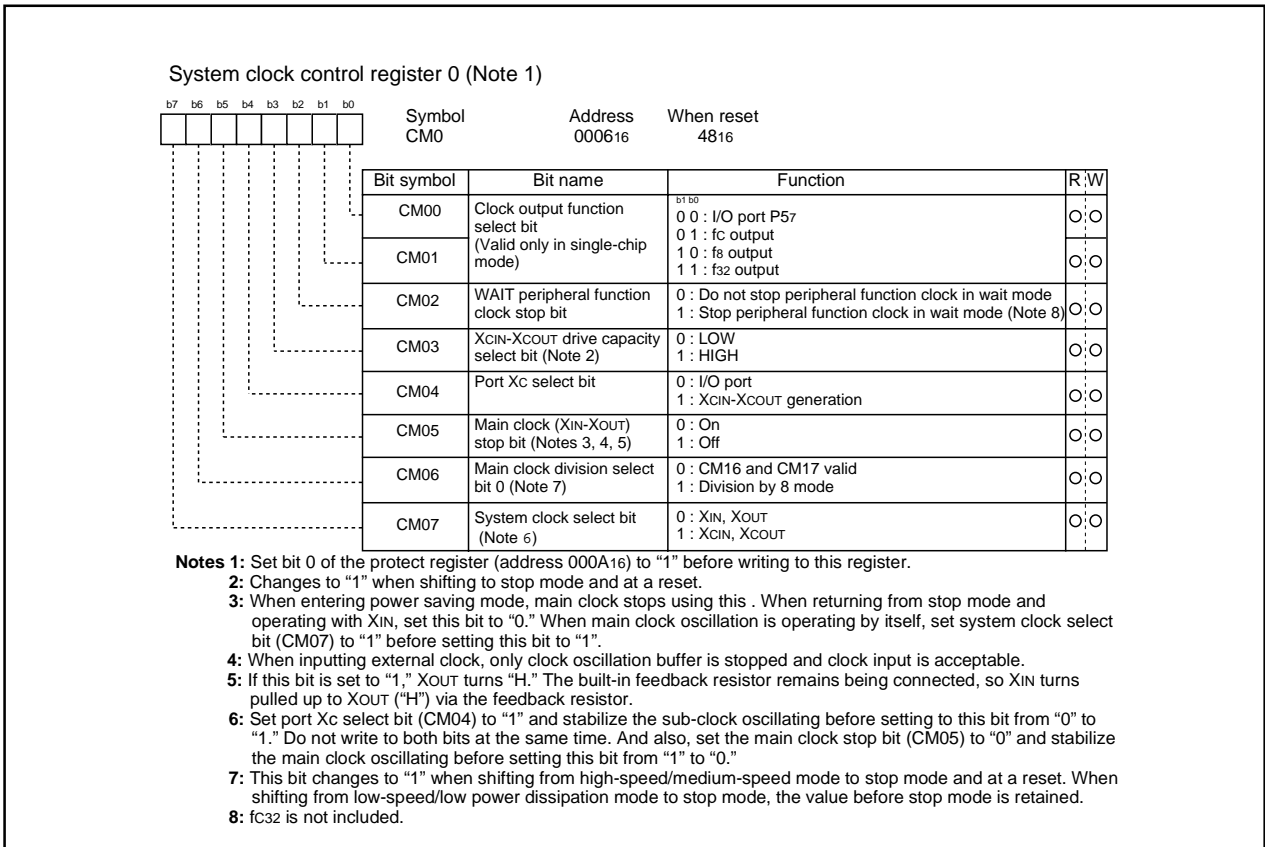 System clock control register 0 (Note 1)
b7 b6 b5 b4 b3 b2 b1 b0
Symbol Address When reset
CM0 000616 4816
Bit symbol Bit name Function R W
CM00 Clock output function select bit (Valid only in single-chip mode)
b1 b0
0 0 : I/O port P57
0 1 : fC output
1 0 : f8 output
1 1 : f32 output
CM01
CM02 WAIT peripheral function clock stop bit
0 : Do not stop peripheral function clock in wait mode
1 : Stop peripheral function clock in wait mode (Note 8)
CM03 XCIN-XCOUT drive capacity select bit (Note 2)
0 : LOW
1 : HIGH
CM04 Port XC select bit
0 : I/O port
1 : XCIN-XCOUT generation
CM05 Main clock (XIN-XOUT) stop bit (Notes 3, 4, 5)
0 : On
1 : Off
CM06 Main clock division select bit 0 (Note 7)
0 : CM16 and CM17 valid
1 : Division by 8 mode
CM07 System clock select bit (Note 6)
0 : XIN, XOUT
1 : XCIN, XCOUT
Notes 1: Set bit 0 of the protect register (address 000A16) to “1” before writing to this register.
2: Changes to “1” when shifting to stop mode and at a reset.
3: When entering power saving mode, main clock stops using this . When returning from stop mode and
operating with XIN, set this bit to “0.” When main clock oscillation is operating by itself, set system clock select
bit (CM07) to “1” before setting this bit to “1”.
4: When inputting external clock, only clock oscillation buffer is stopped and clock input is acceptable.
5: If this bit is set to “1,” XOUT turns “H.” The built-in feedback resistor remains being connected, so XIN turns
pulled up to XOUT (“H”) via the feedback resistor.
6: Set port Xc select bit (CM04) to “1” and stabilize the sub-clock oscillating before setting to this bit from “0” to
“1.” Do not write to both bits at the same time. And also, set the main clock stop bit (CM05) to “0” and stabilize
the main clock oscillating before setting this bit from “1” to “0.”
7: This bit changes to “1” when shifting from high-speed/medium-speed mode to stop mode and at a reset. When
shifting from low-speed/low power dissipation mode to stop mode, the value before stop mode is retained.
8: fC32 is not included.